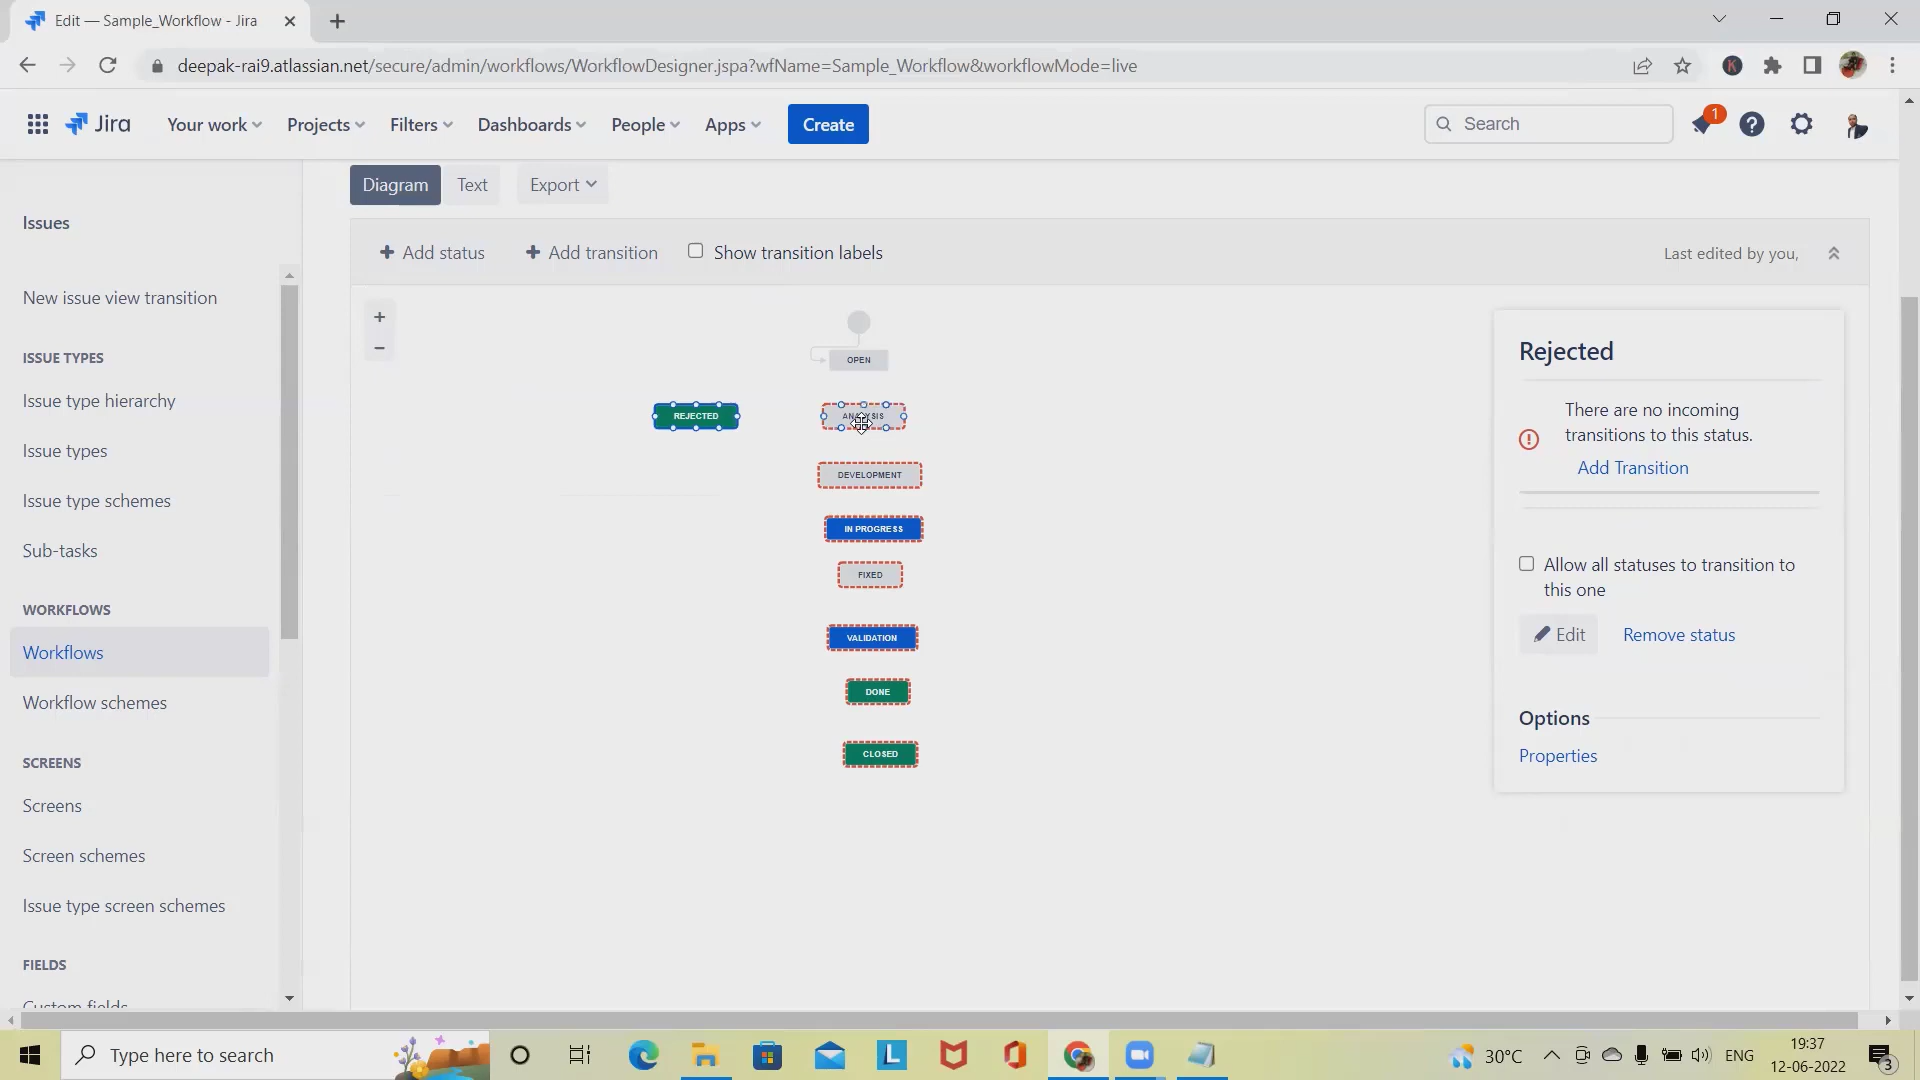 Edit — Sample_Workflow - Jira
deepak-rai9.atlassian.net/secure/admin/workflows/WorkflowDesigner.jspa?wfName=Sample_Workflow&workflowMode=live
K
Jira
Your work
Projects
Filters
Dashboards
People
Apps
Create
Search
1
Diagram
Text
Export
Issues
New issue view transition
ISSUE TYPES
Issue type hierarchy
Issue types
Issue type schemes
Sub-tasks
WORKFLOWS
Workflows
Workflow schemes
SCREENS
Screens
Screen schemes
Issue type screen schemes
FIELDS
Custom fields
+ Add status
+ Add transition
Show transition labels
Last edited by you,
+
−
OPEN
REJECTED
ANALYSIS
DEVELOPMENT
IN PROGRESS
FIXED
VALIDATION
DONE
CLOSED
Rejected
There are no incoming
transitions to this status.
Add Transition
Allow all statuses to transition to
this one
Edit
Remove status
Options
Properties
Type here to search
L
30°C
ENG
19:37
12-06-2022
3